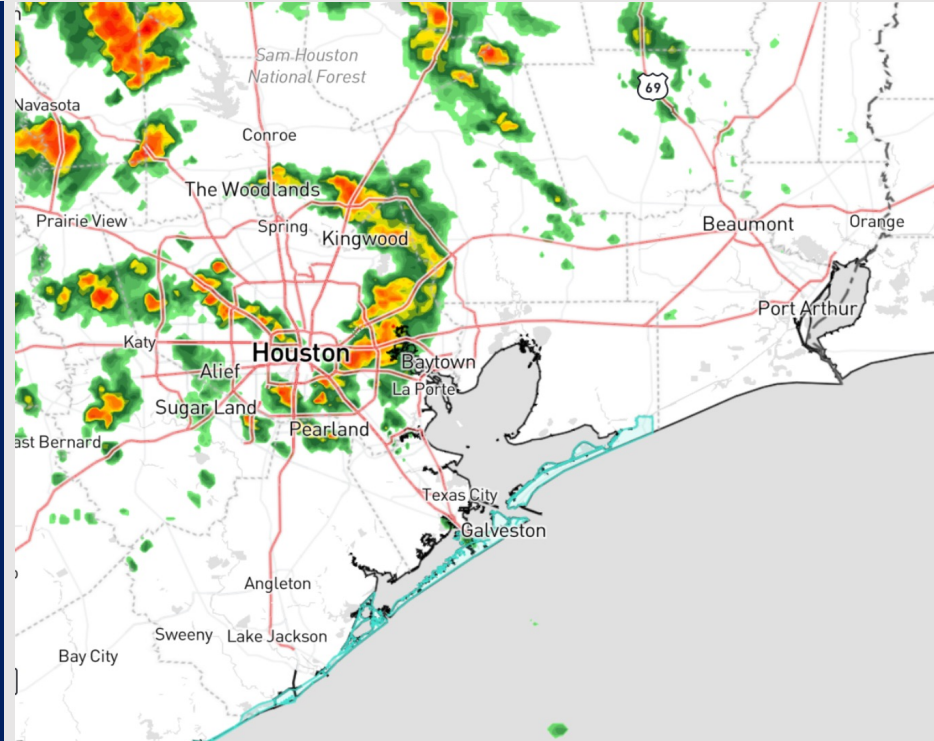 Sam Houston
National Forest
69
Navasota
Conroe
The Woodlands
Prairie View
Spring
Kingwood
Beaumont
Orange
Port Arthur
Katy
Houston
Alief
Baytown
La Porte
Sugar Land
Pearland
ast Bernard
Texas City
Galveston
Angleton
Sweeny
Lake Jackson
Bay City